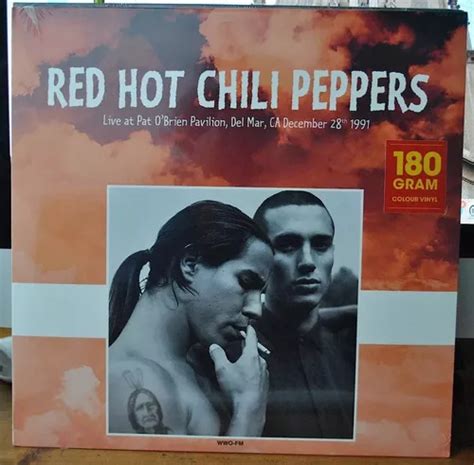 RED HOT CHILI PEPPERS
Live at Pat O'Brien Pavilion, Del Mar, CA December 28th 1991
180
GRAM
COLOUR VINYL
WWO-FM